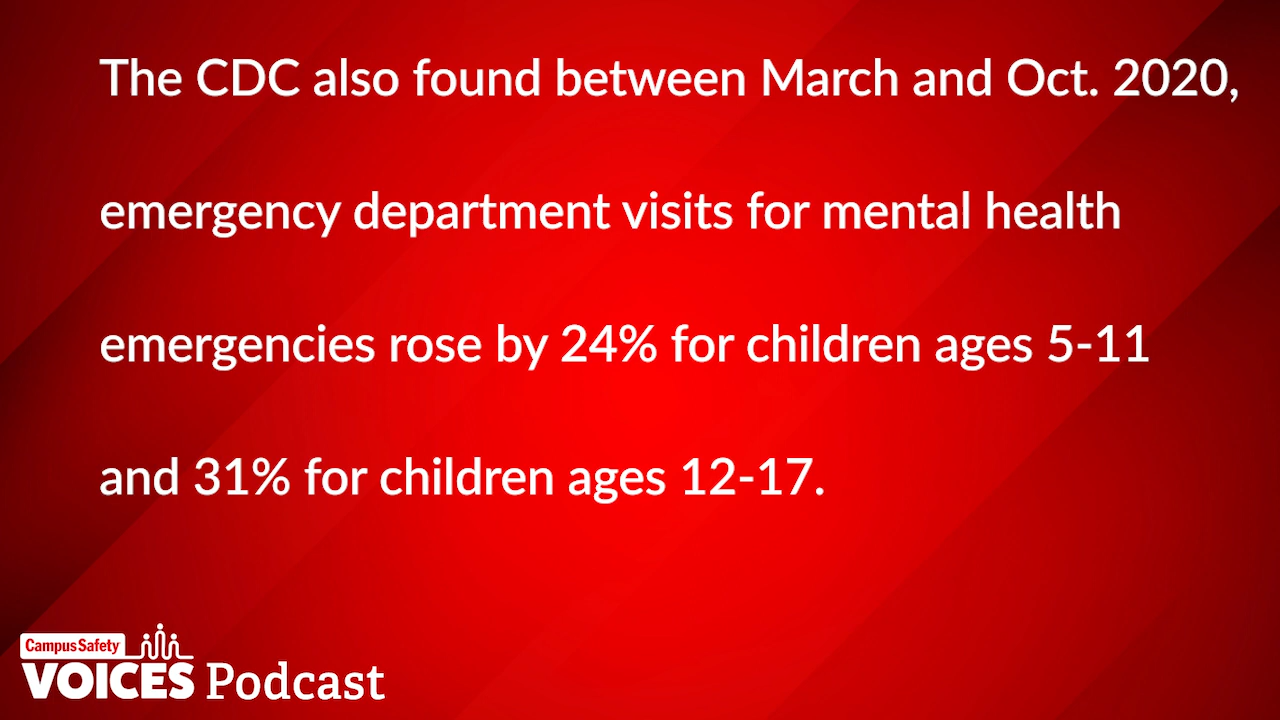 The CDC also found between March and Oct. 2020,
emergency department visits for mental health
emergencies rose by 24% for children ages 5-11
and 31% for children ages 12-17.
Campus Safety
VOICES Podcast